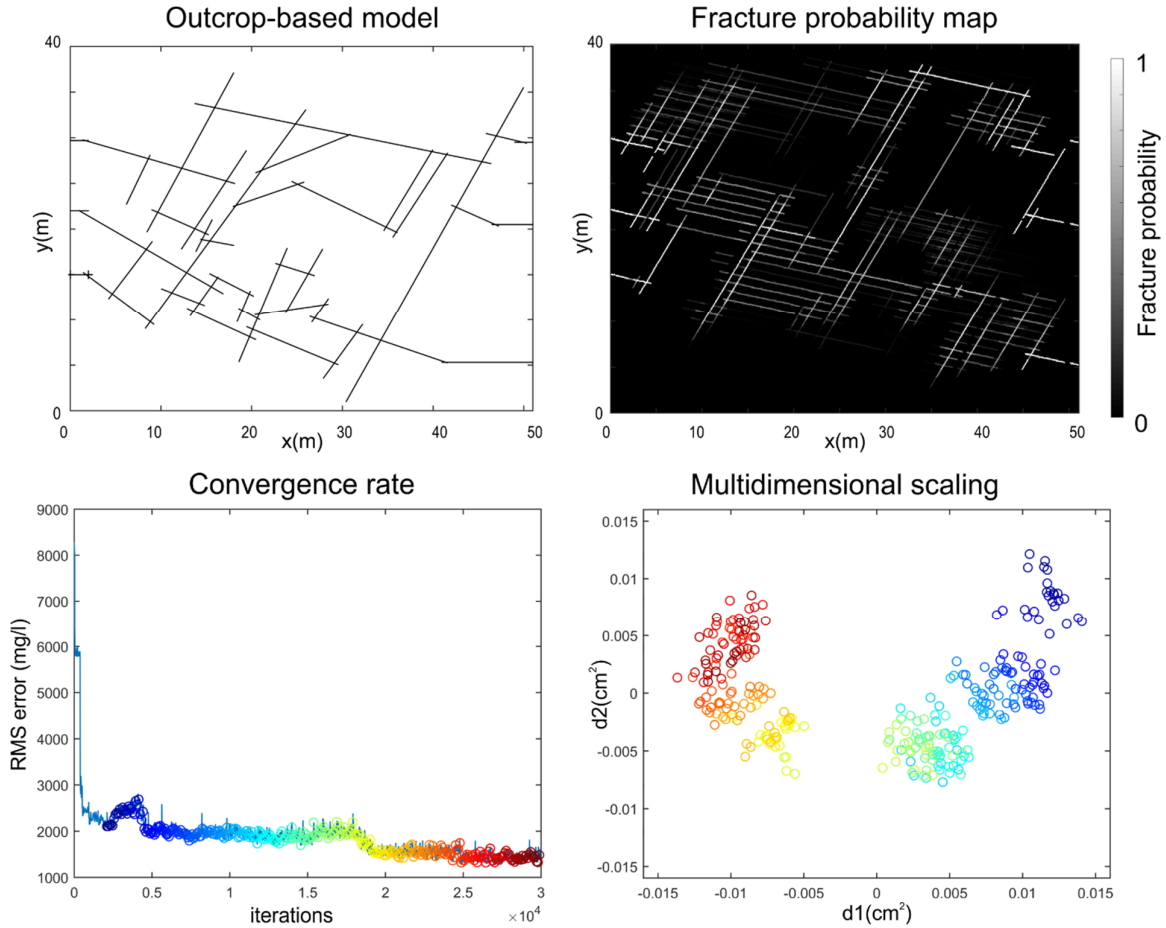 Outcrop-based model
40
y(m)
0
0 10 20 30 40 50
x(m)
Fracture probability map
40
y(m)
0
0 10 20 30 40 50
x(m)
1
Fracture probability
0
Convergence rate
9000
8000
7000
6000
5000
4000
3000
2000
1000
RMS error (mg/l)
0 0.5 1.0 1.5 2.0 2.5 3
iterations
×10⁴
Multidimensional scaling
0.015
0.01
0.005
0
-0.005
-0.01
-0.015
d2(cm²)
-0.015 -0.01 -0.005 0 0.005 0.01 0.015
d1(cm²)